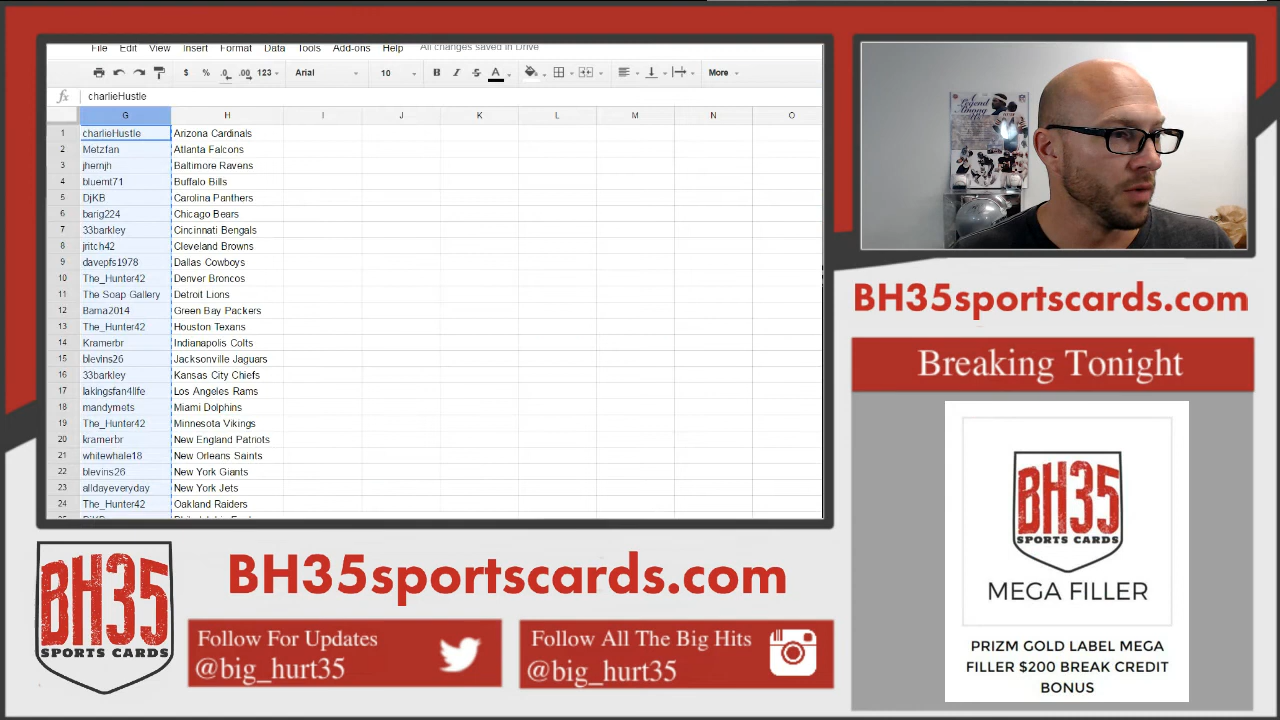 File Edit View Insert Format Data Tools Add-ons Help All changes saved in Drive
$ % .0 .00 123 Arial 10 B I S A More
fx charlieHustle
G H I J K L M N O
1 charlieHustle Arizona Cardinals
2 Metzfan Atlanta Falcons
3 jhernjh Baltimore Ravens
4 bluemt71 Buffalo Bills
5 DjKB Carolina Panthers
6 barig224 Chicago Bears
7 33barkley Cincinnati Bengals
8 jritch42 Cleveland Browns
9 davepfs1978 Dallas Cowboys
10 The_Hunter42 Denver Broncos
11 The Soap Gallery Detroit Lions
12 Bama2014 Green Bay Packers
13 The_Hunter42 Houston Texans
14 Kramerbr Indianapolis Colts
15 blevins26 Jacksonville Jaguars
16 33barkley Kansas City Chiefs
17 lakingsfan4life Los Angeles Rams
18 mandymets Miami Dolphins
19 The_Hunter42 Minnesota Vikings
20 kramerbr New England Patriots
21 whitewhale18 New Orleans Saints
22 blevins26 New York Giants
23 alldayeveryday New York Jets
24 The_Hunter42 Oakland Raiders
Legend Among
BH35sportscards.com
Breaking Tonight
BH35
SPORTS CARDS
MEGA FILLER
PRIZM GOLD LABEL MEGA
FILLER $200 BREAK CREDIT
BONUS
BH35
SPORTS CARDS
BH35sportscards.com
Follow For Updates
@big_hurt35
Follow All The Big Hits
@big_hurt35